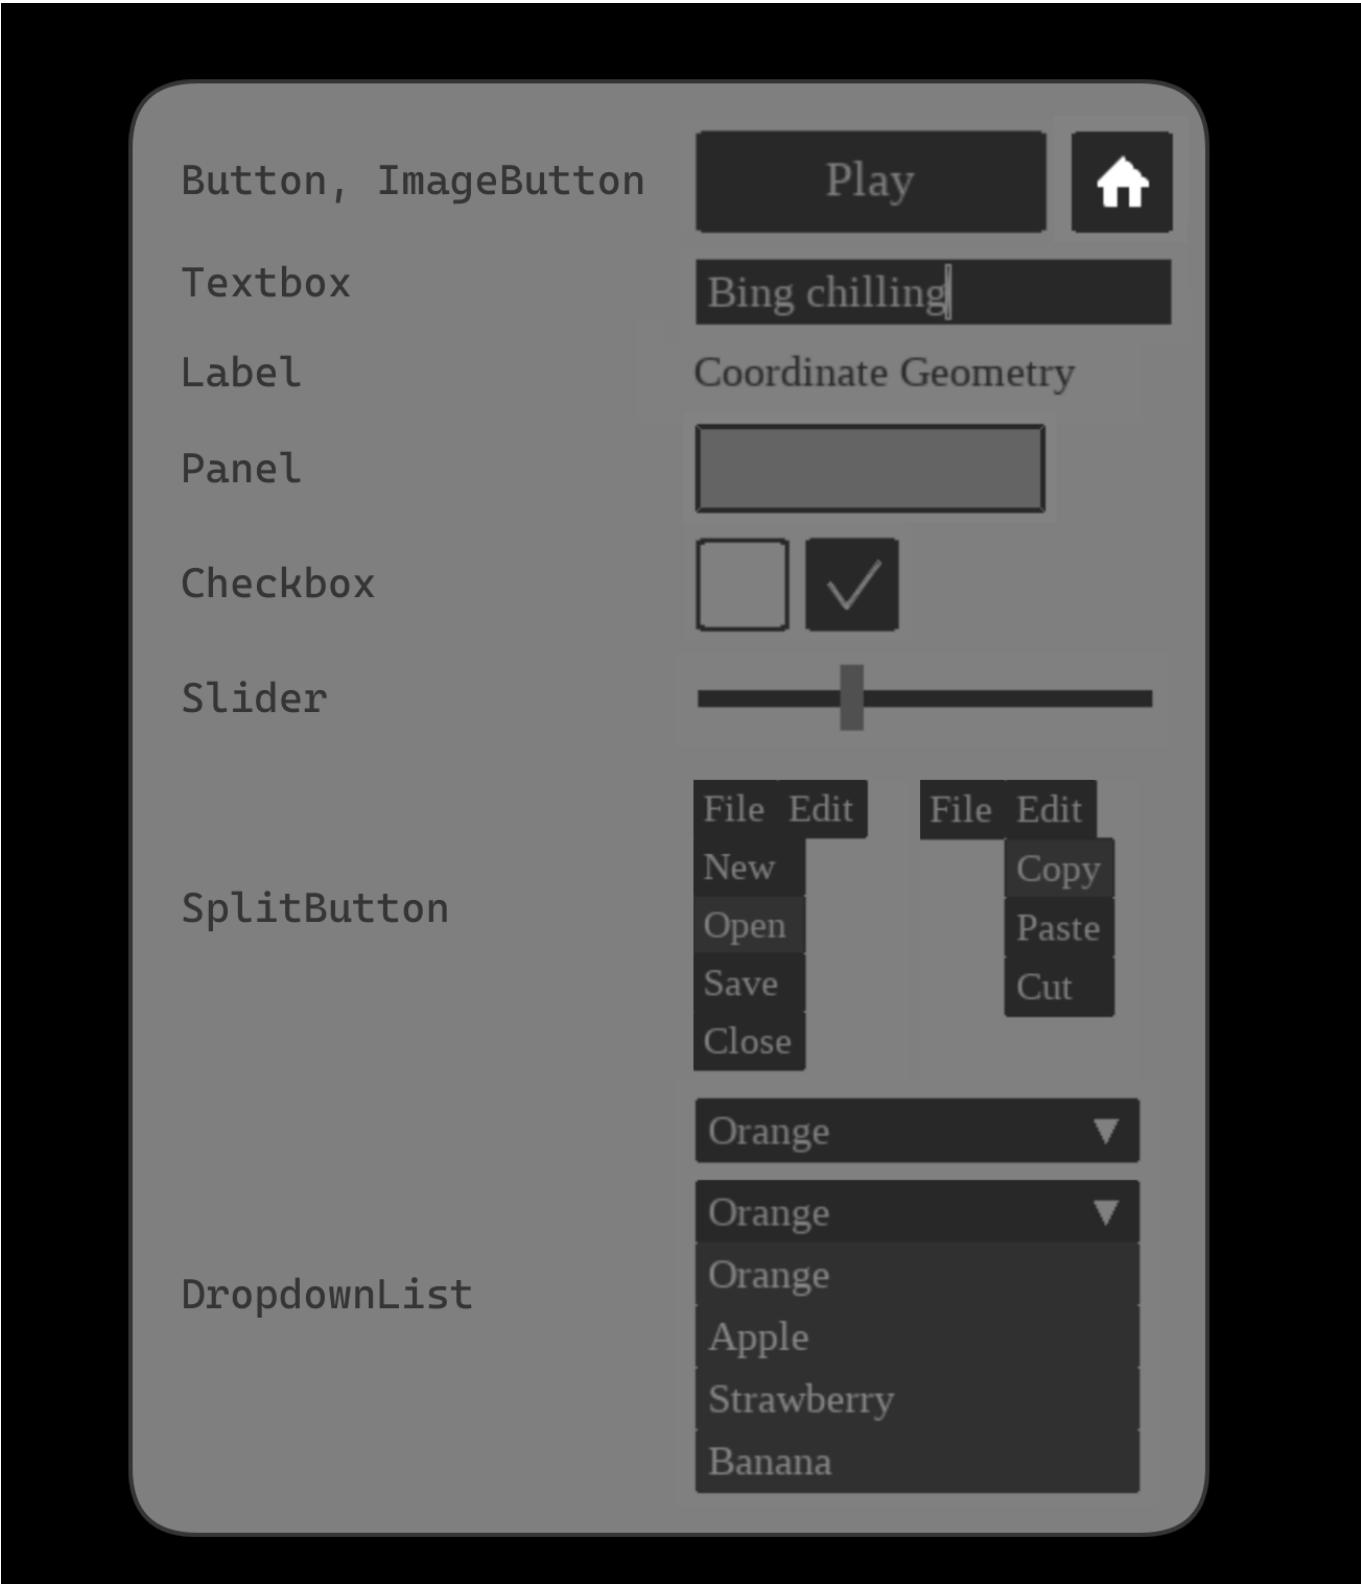 Button, ImageButton Play
Textbox Bing chilling
Label Coordinate Geometry
Panel
Checkbox
Slider
SplitButton
File Edit
New
Open
Save
Close
File Edit
Copy
Paste
Cut
DropdownList
Orange ▼
Orange ▼
Orange
Apple
Strawberry
Banana